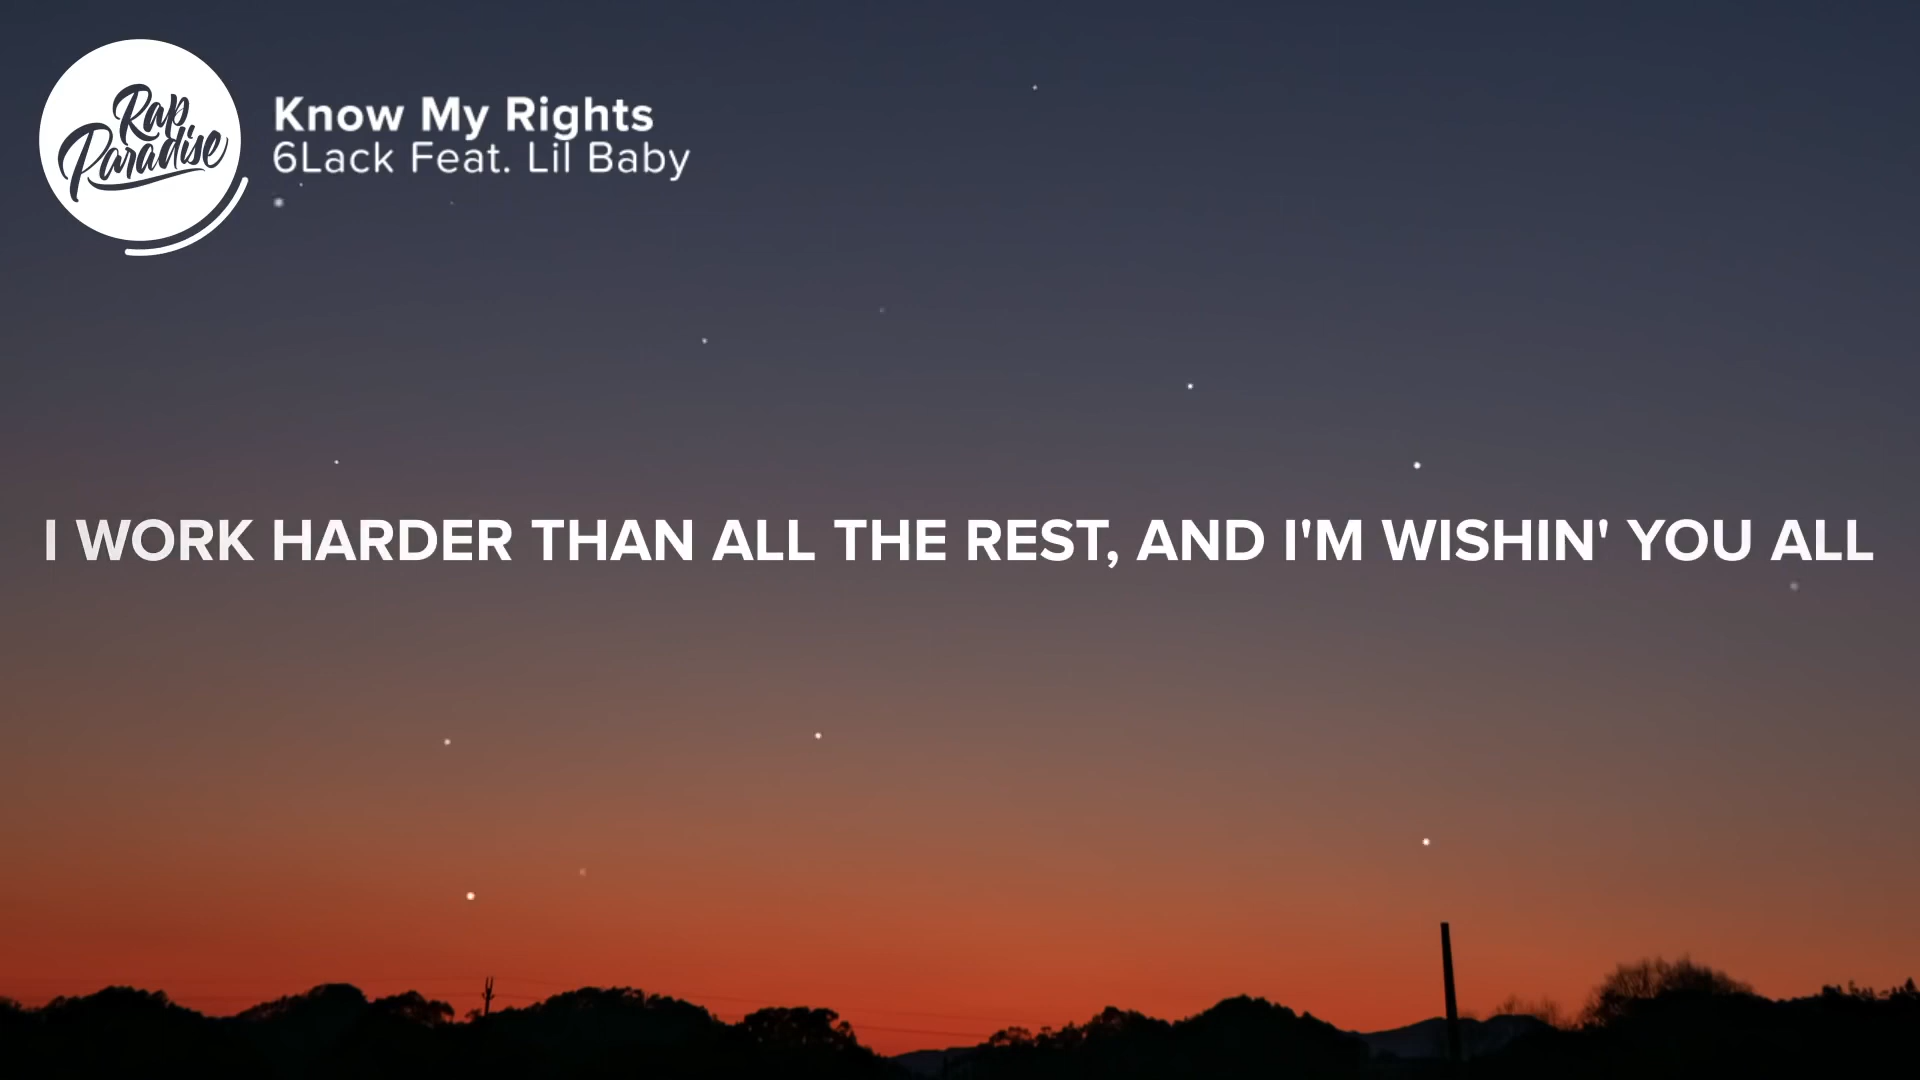 Rap
Paradise
Know My Rights
6Lack Feat. Lil Baby
I WORK HARDER THAN ALL THE REST, AND I'M WISHIN' YOU ALL